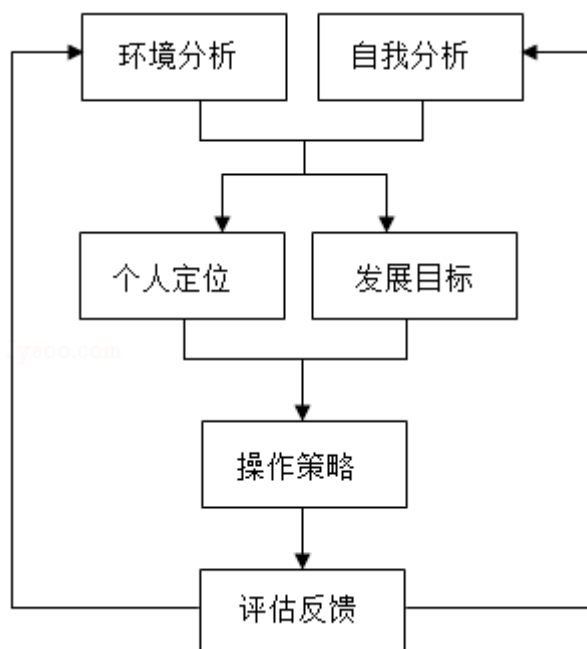 环境分析
自我分析
个人定位
发展目标
操作策略
评估反馈